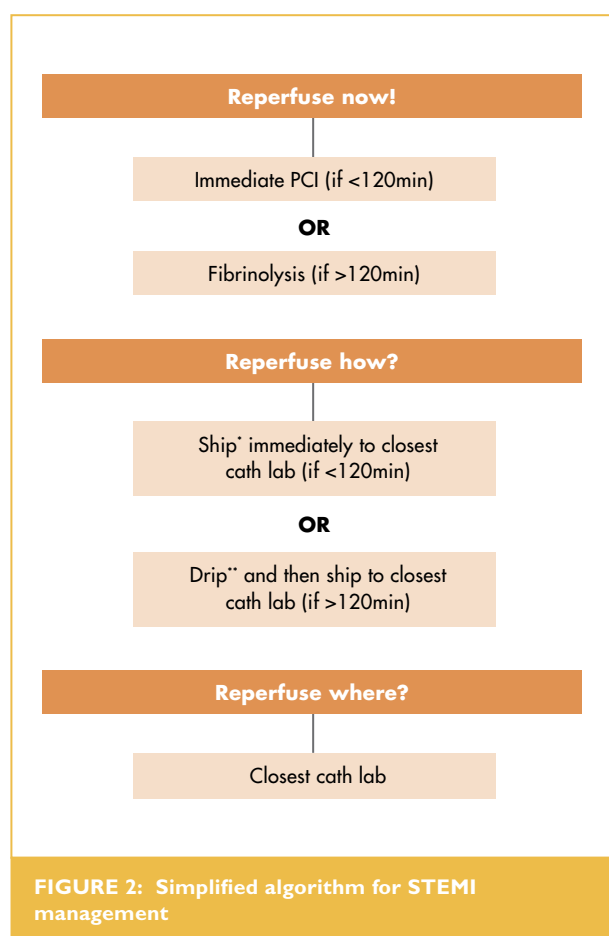 Reperfuse now!
Immediate PCI (if <120min)
OR
Fibrinolysis (if >120min)
Reperfuse how?
Ship* immediately to closest
cath lab (if <120min)
OR
Drip** and then ship to closest
cath lab (if >120min)
Reperfuse where?
Closest cath lab
FIGURE 2: Simplified algorithm for STEMI
management